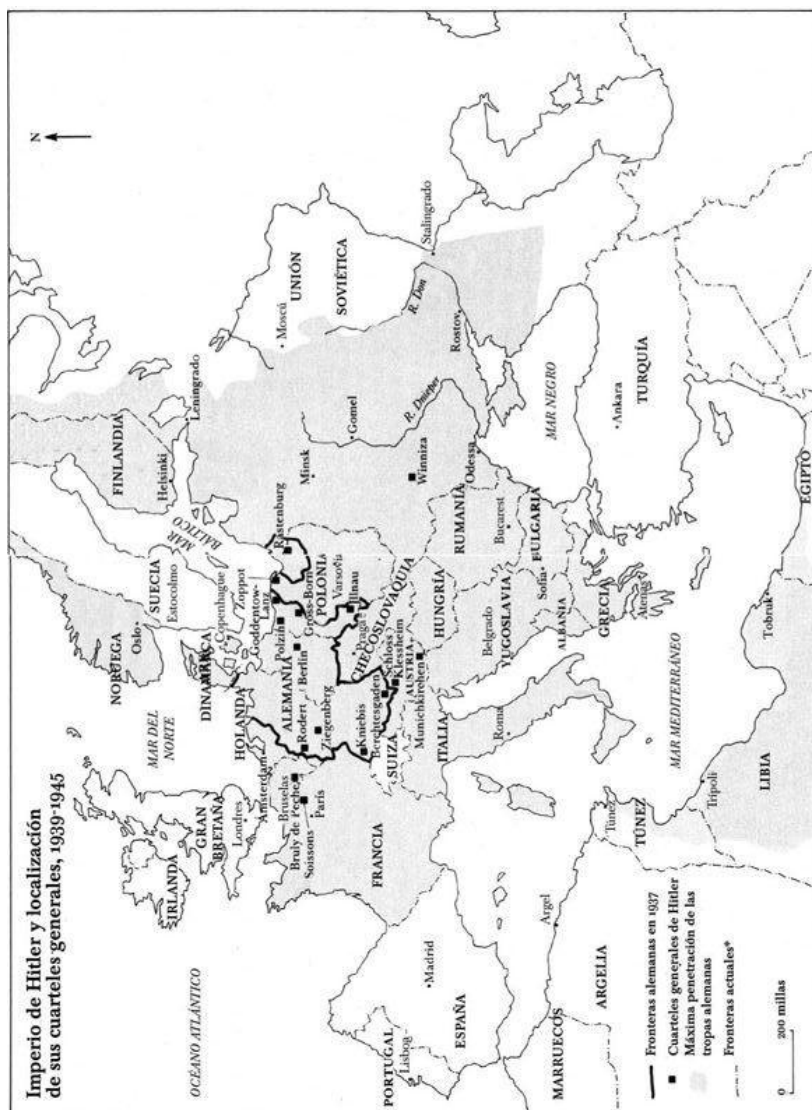 Imperio de Hitler y localización
de sus cuarteles generales, 1939-1945
N
OCÉANO ATLÁNTICO
IRLANDA
GRAN
BRETAÑA
Londres
MAR DEL
NORTE
NORUEGA
Oslo
SUECIA
Estocolmo
FINLANDIA
Helsinki
Leningrado
MAR
BÁLTICO
DINAMARCA
Copenhague
Zoppot
Goddentow-
Lang
Rastenburg
HOLANDA
Amsterdam
Bruselas
Bruly de Peche
Soissons
París
FRANCIA
ALEMANIA
Berlín
Polzin
Gross-Born
POLONIA
Varsovia
Illnau
Rodert
Ziegenberg
Kniebis
Praga
CHECOSLOVAQUIA
Berchtesgaden
Schloss
Klessheim
AUSTRIA
Munichkirchen
SUIZA
ITALIA
Roma
HUNGRÍA
Belgrado
YUGOSLAVIA
ALBANIA
GRECIA
Atenas
RUMANÍA
Bucarest
BULGARIA
Sofía
Minsk
Gomel
Winniza
Odessa
R. Dnieper
Moscú
UNIÓN
SOVIÉTICA
R. Don
Rostov
Stalingrado
MAR NEGRO
Ankara
TURQUÍA
MAR MEDITERRÁNEO
PORTUGAL
Lisboa
Madrid
ESPAÑA
MARRUECOS
ARGELIA
Argel
Túnez
TÚNEZ
Trípoli
LIBIA
Tobruk
EGIPTO
Fronteras alemanas en 1937
Cuarteles generales de Hitler
Máxima penetración de las
tropas alemanas
Fronteras actuales*
0 200 millas